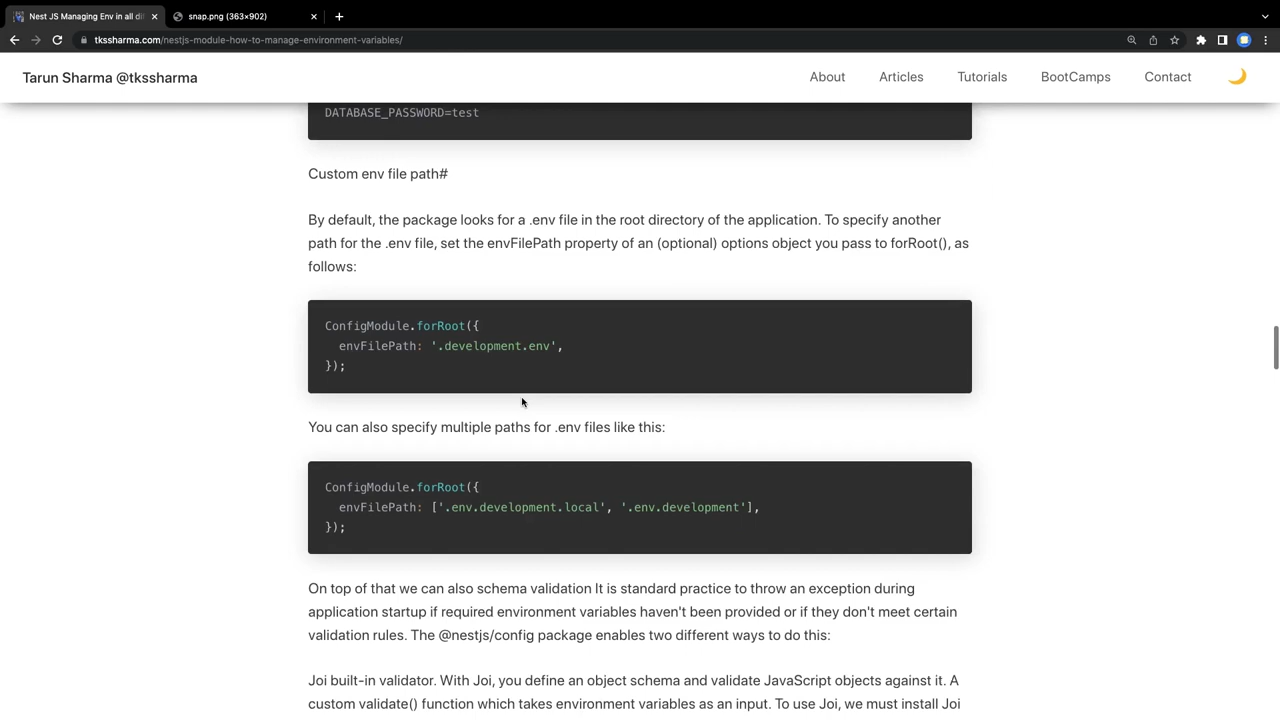 Nest JS Managing Env in all di
snap.png (363×902)
tkssharma.com/nestjs-module-how-to-manage-environment-variables/
Tarun Sharma @tkssharma
About
Articles
Tutorials
BootCamps
Contact
DATABASE_PASSWORD=test
Custom env file path#
By default, the package looks for a .env file in the root directory of the application. To specify another
path for the .env file, set the envFilePath property of an (optional) options object you pass to forRoot(), as
follows:
ConfigModule.forRoot({
envFilePath: '.development.env',
});
You can also specify multiple paths for .env files like this:
ConfigModule.forRoot({
envFilePath: ['.env.development.local', '.env.development'],
});
On top of that we can also schema validation It is standard practice to throw an exception during
application startup if required environment variables haven't been provided or if they don't meet certain
validation rules. The @nestjs/config package enables two different ways to do this:
Joi built-in validator. With Joi, you define an object schema and validate JavaScript objects against it. A
custom validate() function which takes environment variables as an input. To use Joi, we must install Joi